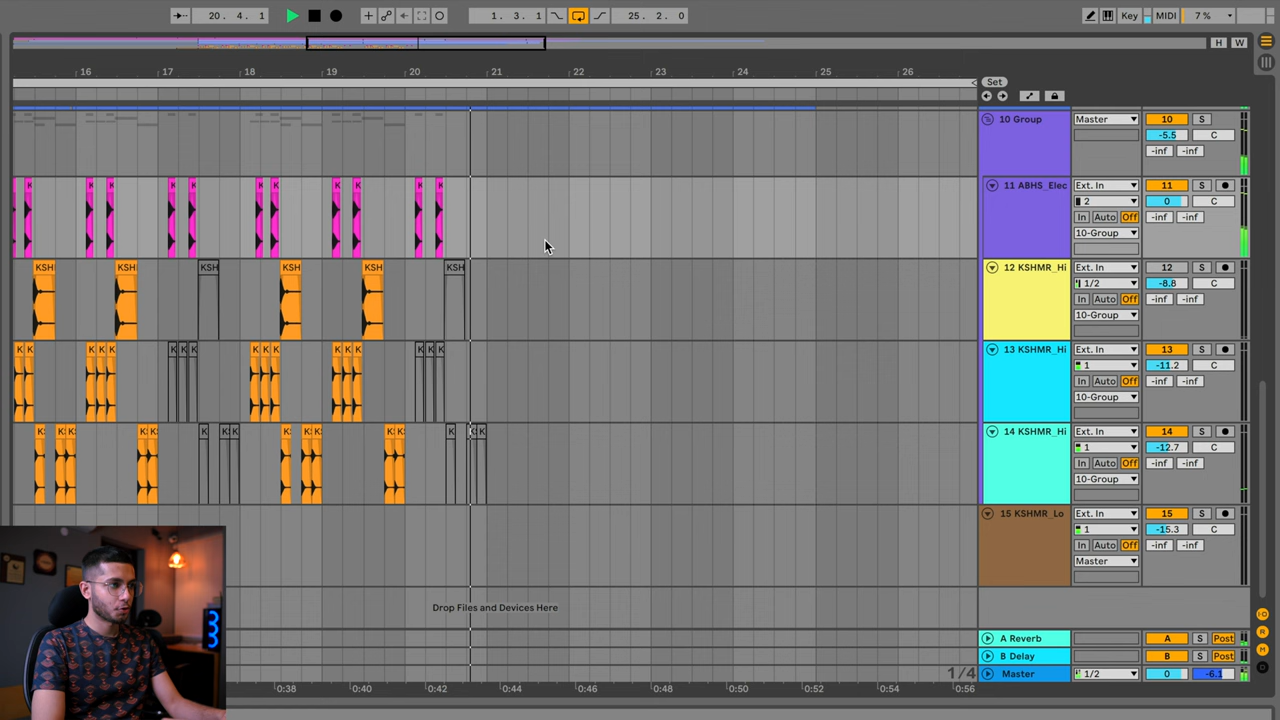 20. 4. 1 1. 3. 1 25. 2. 0 Key MIDI 7 %
H W
16 17 18 19 20 21 22 23 24 25 26 Set
10 Group Master 10 S
-5.5 C
-inf -inf
K K K K K K K K K K K 11 ABHS_Elec Ext. In 11 S
2 0 C
In Auto Off -inf -inf
10-Group
KSH KSH KSH KSH KSH KSH 12 KSHMR_Hi Ext. In 12 S
1/2 -8.8 C
In Auto Off -inf -inf
10-Group
K K K K K K K K K K K K K K K K K 13 KSHMR_Hi Ext. In 13 S
1 -11.2 C
In Auto Off -inf -inf
10-Group
14 KSHMR_Hi Ext. In 14 S
1 -12.7 C
In Auto Off -inf -inf
10-Group
15 KSHMR_Lo Ext. In 15 S
1 -15.3 C
In Auto Off -inf -inf
Master
Drop Files and Devices Here
A Reverb A S Post
B Delay B S Post
1/4 Master 1/2 0 -6.1
0:38 0:40 0:42 0:44 0:46 0:48 0:50 0:52 0:54 0:56